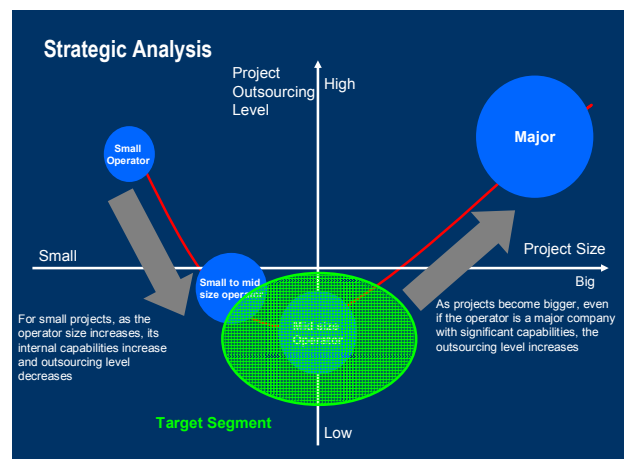 Strategic Analysis
Project
Outsourcing
Level
High
Small
Operator
Major
Small
Project Size
Big
Small to mid
size operator
Mid size
Operator
For small projects, as the
operator size increases, its
internal capabilities increase
and outsourcing level
decreases
As projects become bigger, even
if the operator is a major company
with significant capabilities, the
outsourcing level increases
Target Segment
Low